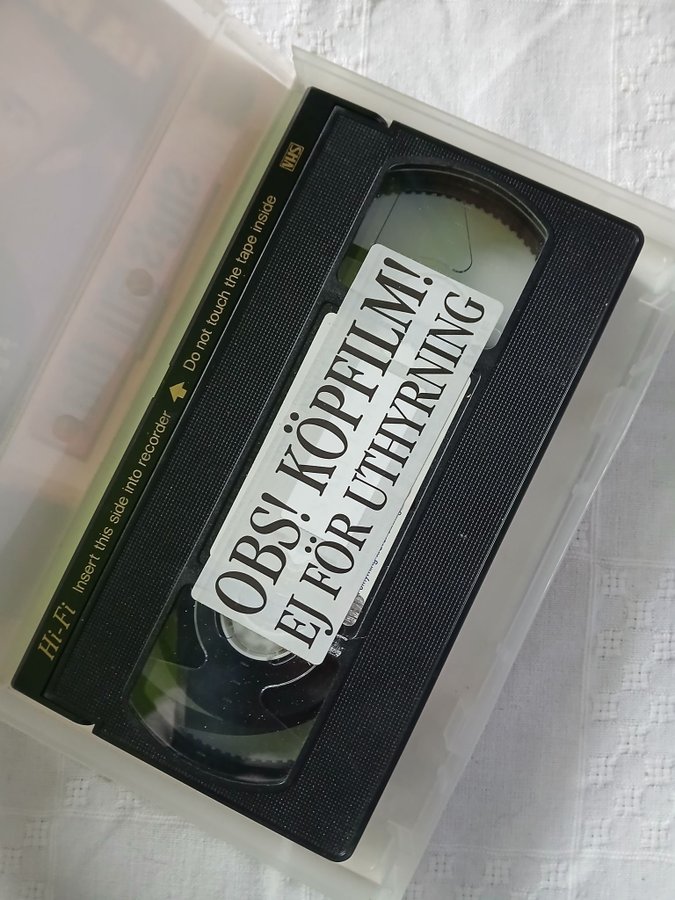 VHS
Hi-Fi Insert this side into recorder Do not touch the tape inside
OBS! KÖPFILM!
EJ FÖR UTHYRNING